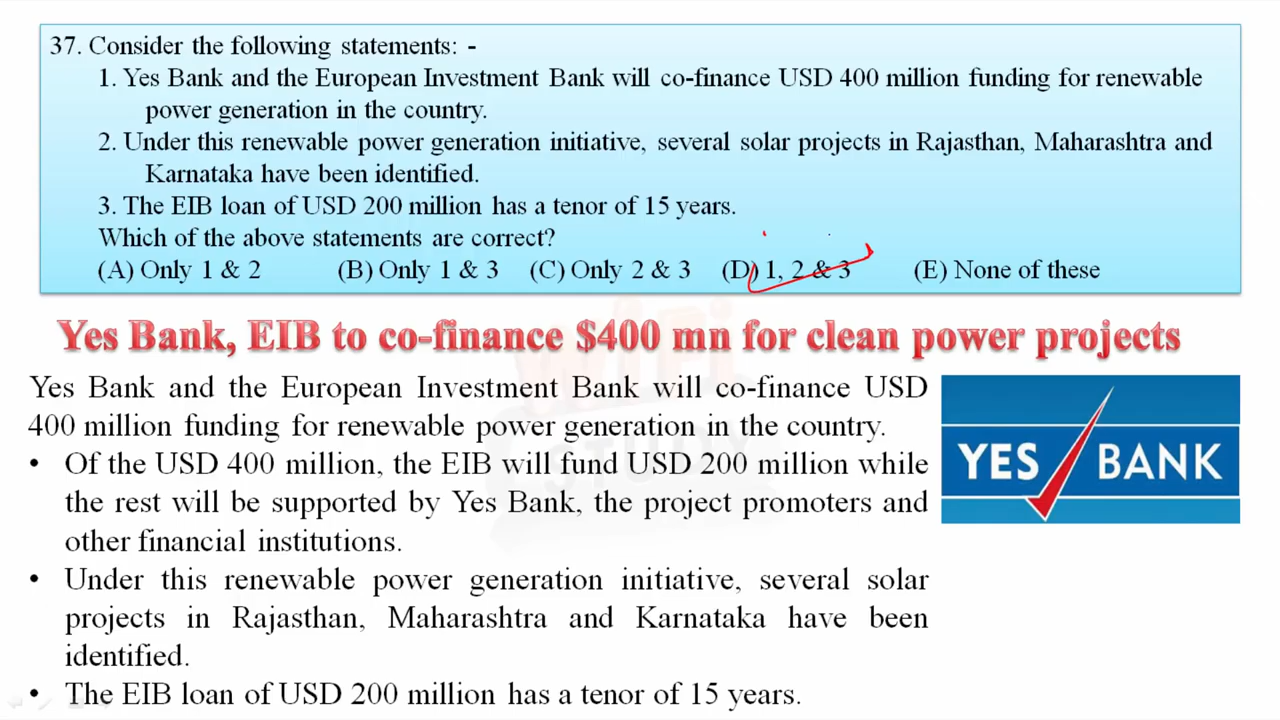 37. Consider the following statements: -
1. Yes Bank and the European Investment Bank will co-finance USD 400 million funding for renewable
power generation in the country.
2. Under this renewable power generation initiative, several solar projects in Rajasthan, Maharashtra and
Karnataka have been identified.
3. The EIB loan of USD 200 million has a tenor of 15 years.
Which of the above statements are correct?
(A) Only 1 & 2 (B) Only 1 & 3 (C) Only 2 & 3 (D) 1, 2 & 3 (E) None of these
Yes Bank, EIB to co-finance $400 mn for clean power projects
Yes Bank and the European Investment Bank will co-finance USD
400 million funding for renewable power generation in the country.
• Of the USD 400 million, the EIB will fund USD 200 million while
the rest will be supported by Yes Bank, the project promoters and
other financial institutions.
• Under this renewable power generation initiative, several solar
projects in Rajasthan, Maharashtra and Karnataka have been
identified.
• The EIB loan of USD 200 million has a tenor of 15 years.
YES BANK
wifi
STUDY